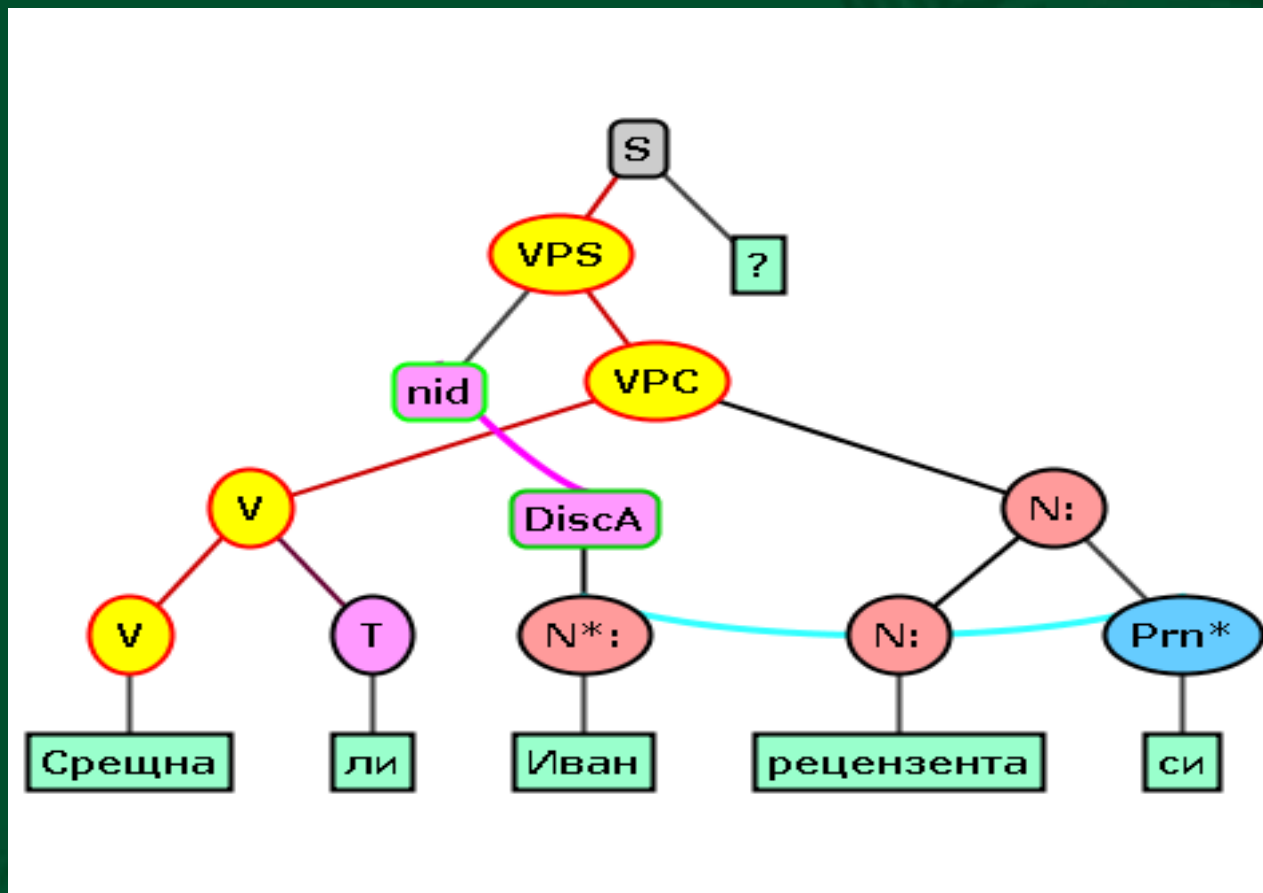 S
VPS
?
nid
VPC
V
DiscA
N:
V
T
N*:
N:
Prn*
Срещна
ли
Иван
рецензента
си